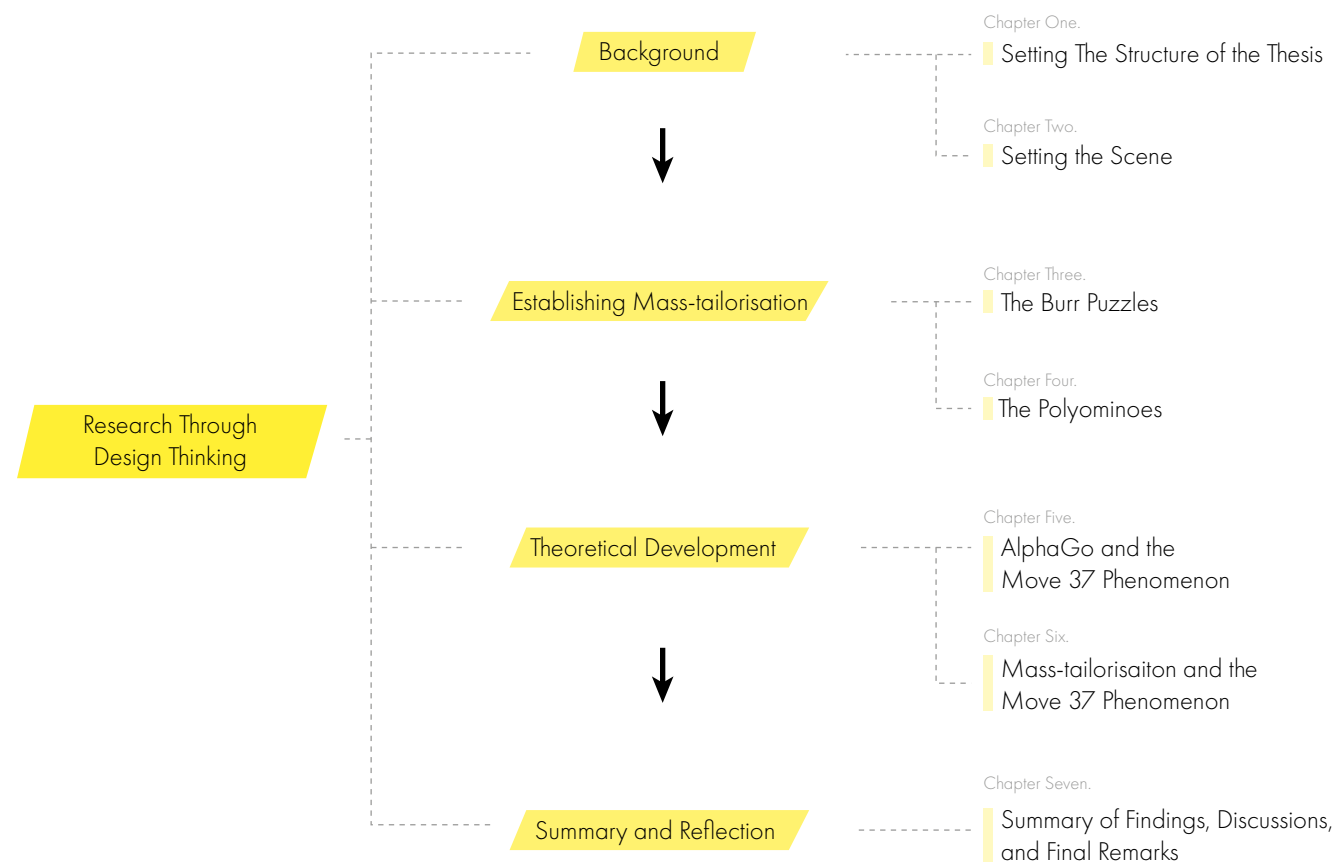 Research Through
Design Thinking
Background
Chapter One.
Setting The Structure of the Thesis
Chapter Two.
Setting the Scene
Establishing Mass-tailorisation
Chapter Three.
The Burr Puzzles
Chapter Four.
The Polyominoes
Theoretical Development
Chapter Five.
AlphaGo and the
Move 37 Phenomenon
Chapter Six.
Mass-tailorisaiton and the
Move 37 Phenomenon
Summary and Reflection
Chapter Seven.
Summary of Findings, Discussions,
and Final Remarks